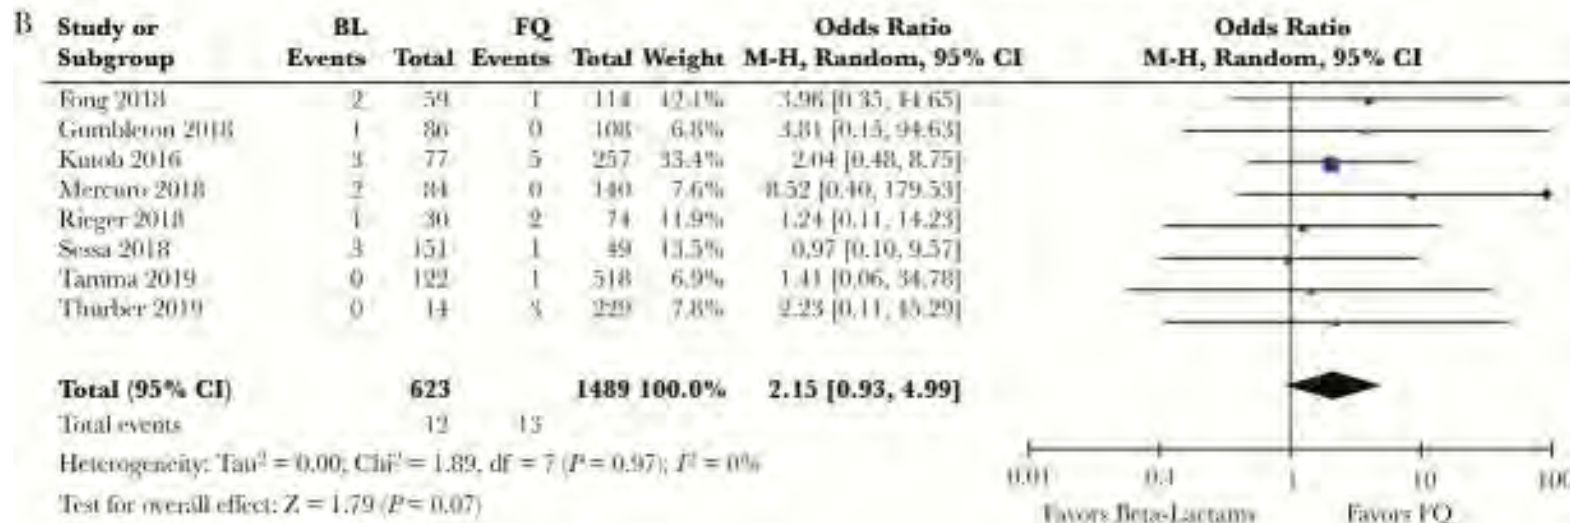 B Study or BL FQ Odds Ratio Odds Ratio
Subgroup Events Total Events Total Weight M-H, Random, 95% CI M-H, Random, 95% CI
Fong 2018 2 59 1 114 12.1% 3.96 [0.35, 44.65]
Gumbleton 2018 1 86 0 108 6.8% 3.81 [0.15, 94.63]
Kutob 2016 3 77 5 257 33.4% 2.04 [0.48, 8.75]
Mercuro 2018 2 84 0 140 7.6% 8.52 [0.40, 179.53]
Rieger 2018 1 30 2 74 11.9% 1.24 [0.11, 14.23]
Sessa 2018 3 151 1 49 13.5% 0.97 [0.10, 9.57]
Tamma 2019 0 122 1 518 6.9% 1.41 [0.06, 34.78]
Thurber 2019 0 14 3 229 7.8% 2.23 [0.11, 45.29]
Total (95% CI) 623 1489 100.0% 2.15 [0.93, 4.99]
Total events 12 13
Heterogeneity: Tau² = 0.00; Chi² = 1.89, df = 7 (P = 0.97); I² = 0%
Test for overall effect: Z = 1.79 (P = 0.07)
0.01 0.1 1 10 100
Favors Beta-Lactams Favors FQ